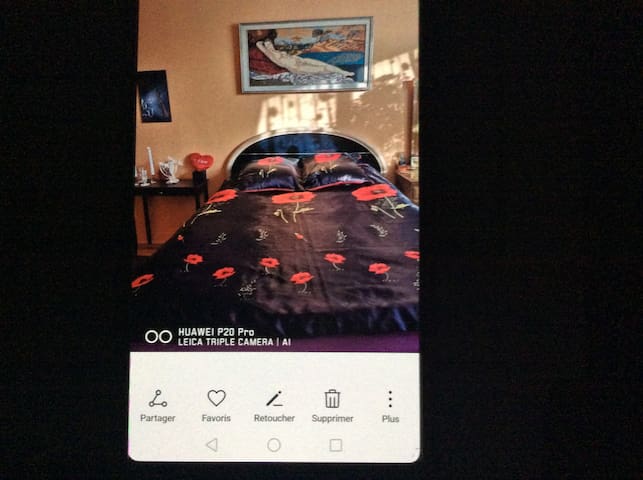 HUAWEI P20 Pro
LEICA TRIPLE CAMERA | AI
Partager
Favoris
Retoucher
Supprimer
Plus